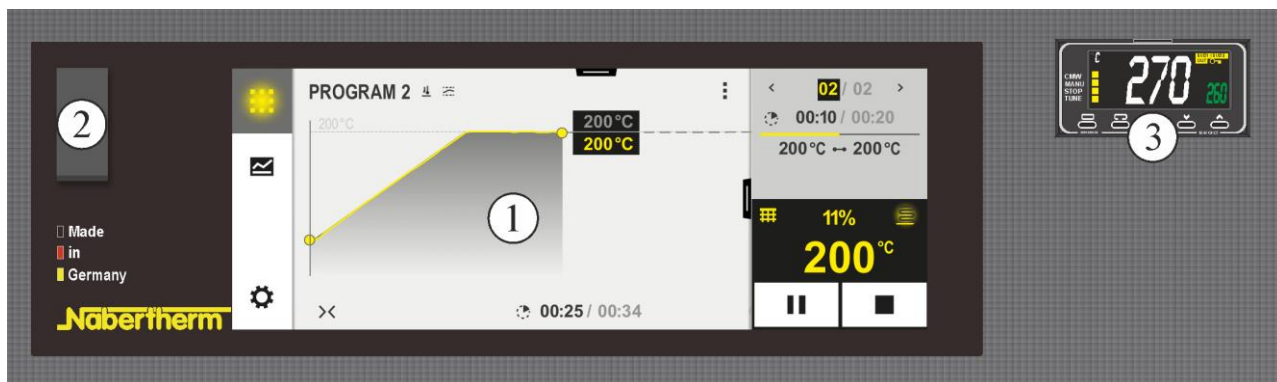 PROGRAM 2
200°C
200°C
200°C
02 / 02
00:10 / 00:20
200°C 200°C
11%
200°C
00:25 / 00:34
Made
in
Germany
Nabertherm
1
2
3
C
270
260
CMW
MANU
STOP
TUNE